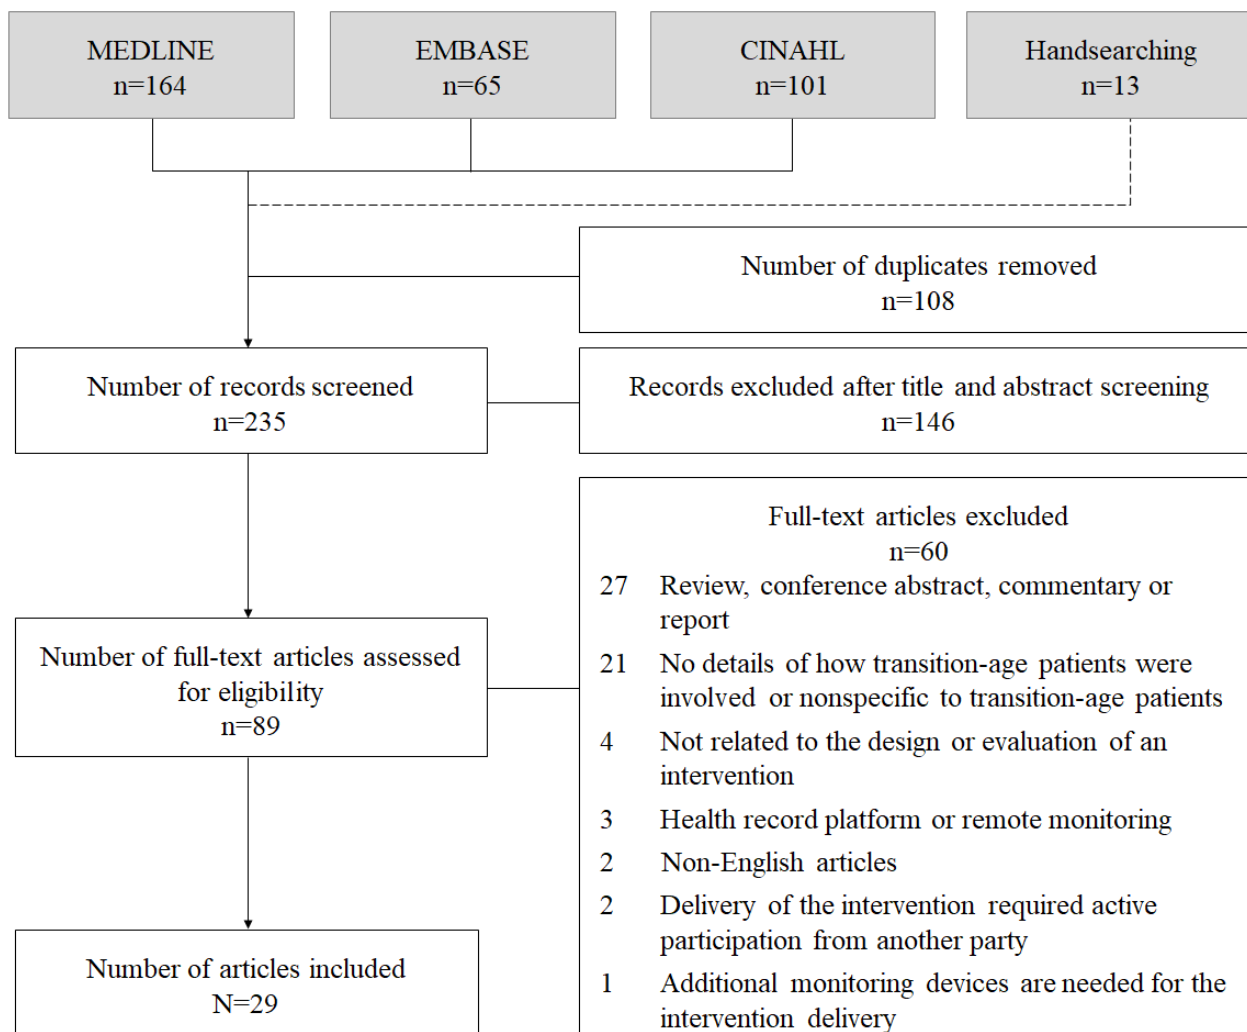 MEDLINE
n=164
EMBASE
n=65
CINAHL
n=101
Handsearching
n=13
Number of duplicates removed
n=108
Number of records screened
n=235
Records excluded after title and abstract screening
n=146
Full-text articles excluded
n=60
27 Review, conference abstract, commentary or
report
21 No details of how transition-age patients were
involved or nonspecific to transition-age patients
4 Not related to the design or evaluation of an
intervention
3 Health record platform or remote monitoring
2 Non-English articles
2 Delivery of the intervention required active
participation from another party
1 Additional monitoring devices are needed for the
intervention delivery
Number of full-text articles assessed
for eligibility
n=89
Number of articles included
N=29